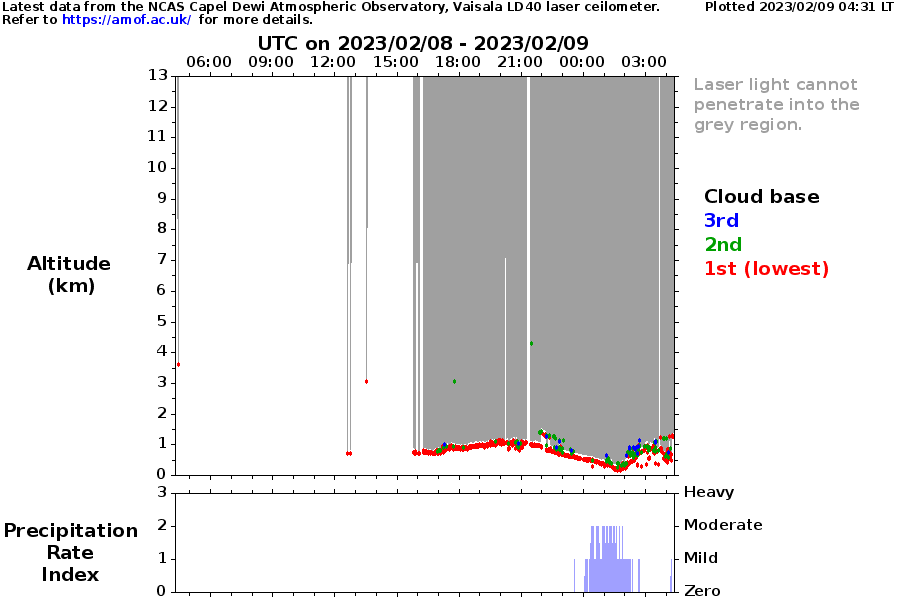 Latest data from the NCAS Capel Dewi Atmospheric Observatory, Vaisala LD40 laser ceilometer. Plotted 2023/02/09 04:31 LT
Refer to https://amof.ac.uk/ for more details.
UTC on 2023/02/08 - 2023/02/09
06:00 09:00 12:00 15:00 18:00 21:00 00:00 03:00
13
12
11
10
9
8
7
6
5
4
3
2
1
0
Altitude
(km)
Laser light cannot
penetrate into the
grey region.
Cloud base
3rd
2nd
1st (lowest)
3 Heavy
2 Moderate
1 Mild
0 Zero
Precipitation
Rate
Index